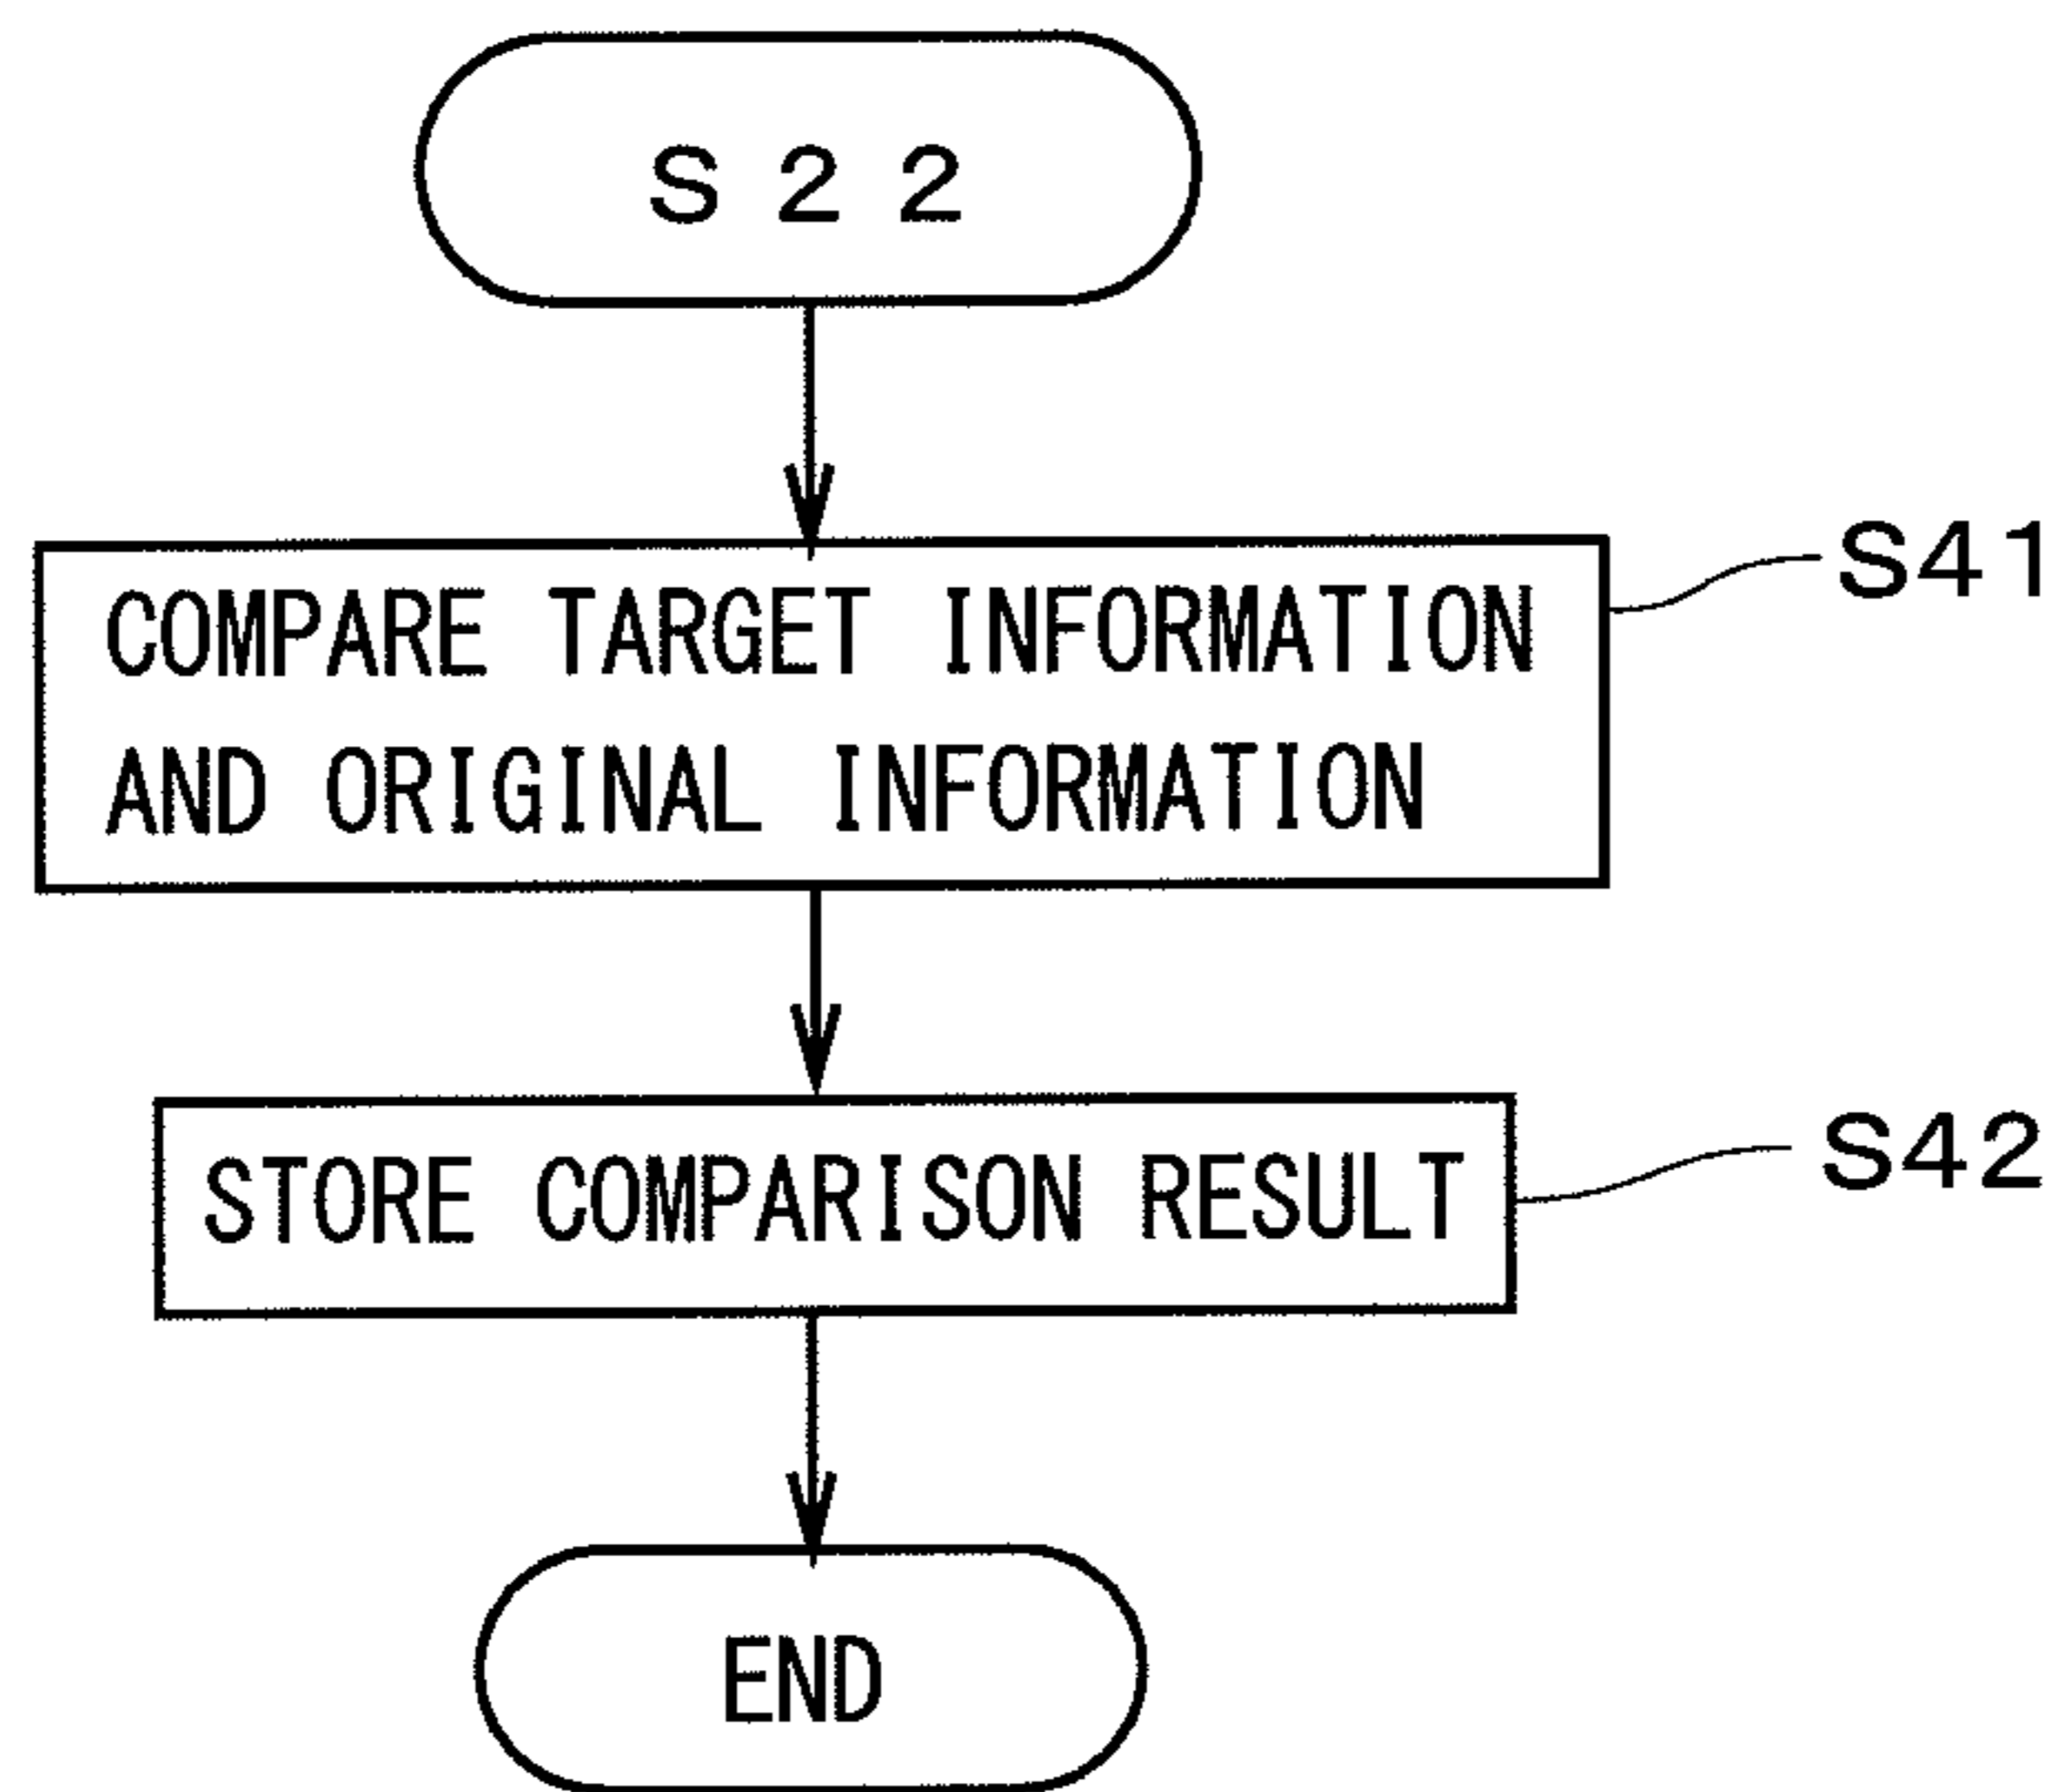 S22
S41
COMPARE TARGET INFORMATION
AND ORIGINAL INFORMATION
S42
STORE COMPARISON RESULT
END